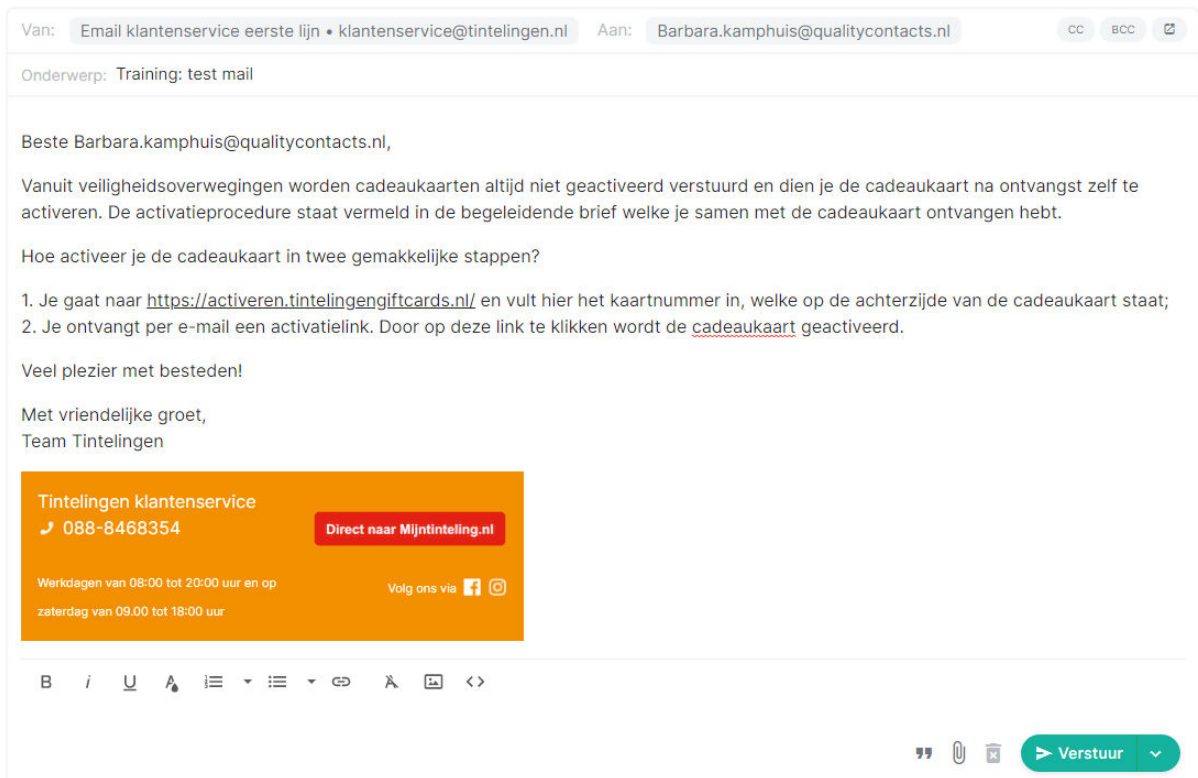 Van: Email klantenservice eerste lijn • klantenservice@tintelingen.nl Aan: Barbara.kamphuis@qualitycontacts.nl CC BCC
Onderwerp: Training: test mail
Beste Barbara.kamphuis@qualitycontacts.nl,
Vanuit veiligheidsoverwegingen worden cadeaukaarten altijd niet geactiveerd verstuurd en dien je de cadeaukaart na ontvangst zelf te
activeren. De activatieprocedure staat vermeld in de begeleidende brief welke je samen met de cadeaukaart ontvangen hebt.
Hoe activeer je de cadeaukaart in twee gemakkelijke stappen?
1. Je gaat naar https://activeren.tintelingengiftcards.nl/ en vult hier het kaartnummer in, welke op de achterzijde van de cadeaukaart staat;
2. Je ontvangt per e-mail een activatielink. Door op deze link te klikken wordt de cadeaukaart geactiveerd.
Veel plezier met besteden!
Met vriendelijke groet,
Team Tintelingen
Tintelingen klantenservice
088-8468354
Direct naar Mijntinteling.nl
Werkdagen van 08:00 tot 20:00 uur en op
zaterdag van 09.00 tot 18:00 uur
Volg ons via
B i U A
Verstuur